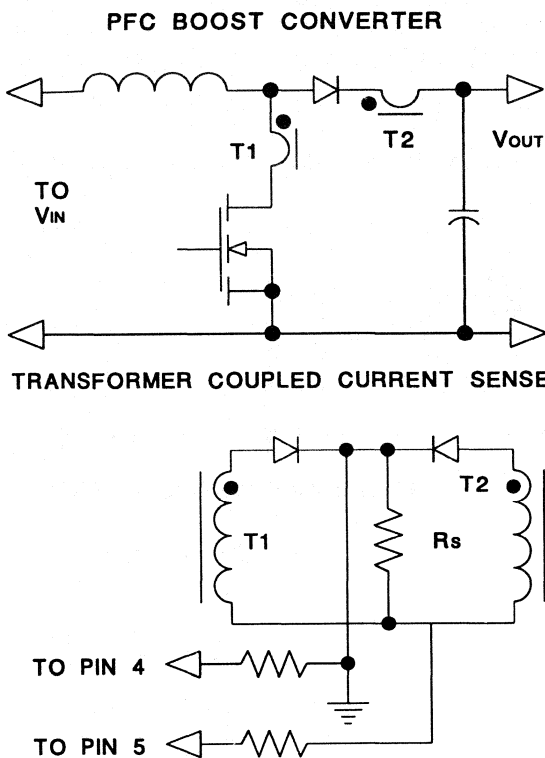 PFC BOOST CONVERTER
T1
T2
VOUT
TO
VIN
TRANSFORMER COUPLED CURRENT SENSE
T1
RS
T2
TO PIN 4
TO PIN 5